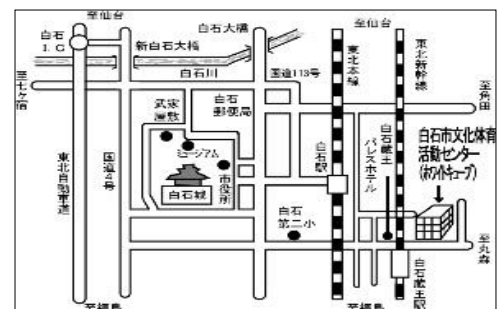 至仙台
至仙台
白石
I.C
新白石大橋
白石大橋
白石川
国道113号
東北本線
東北新幹線
至七ヶ宿
至角田
武家
屋敷
白石
郵便局
ミュージアム
市役所
白石城
白石駅
白石蔵王
パレスホテル
白石市文化体育
活動センター
(ホワイトキューブ)
東北自動車道
国道4号
白石
第二小
至丸森
白石蔵王駅
至福島
至福島